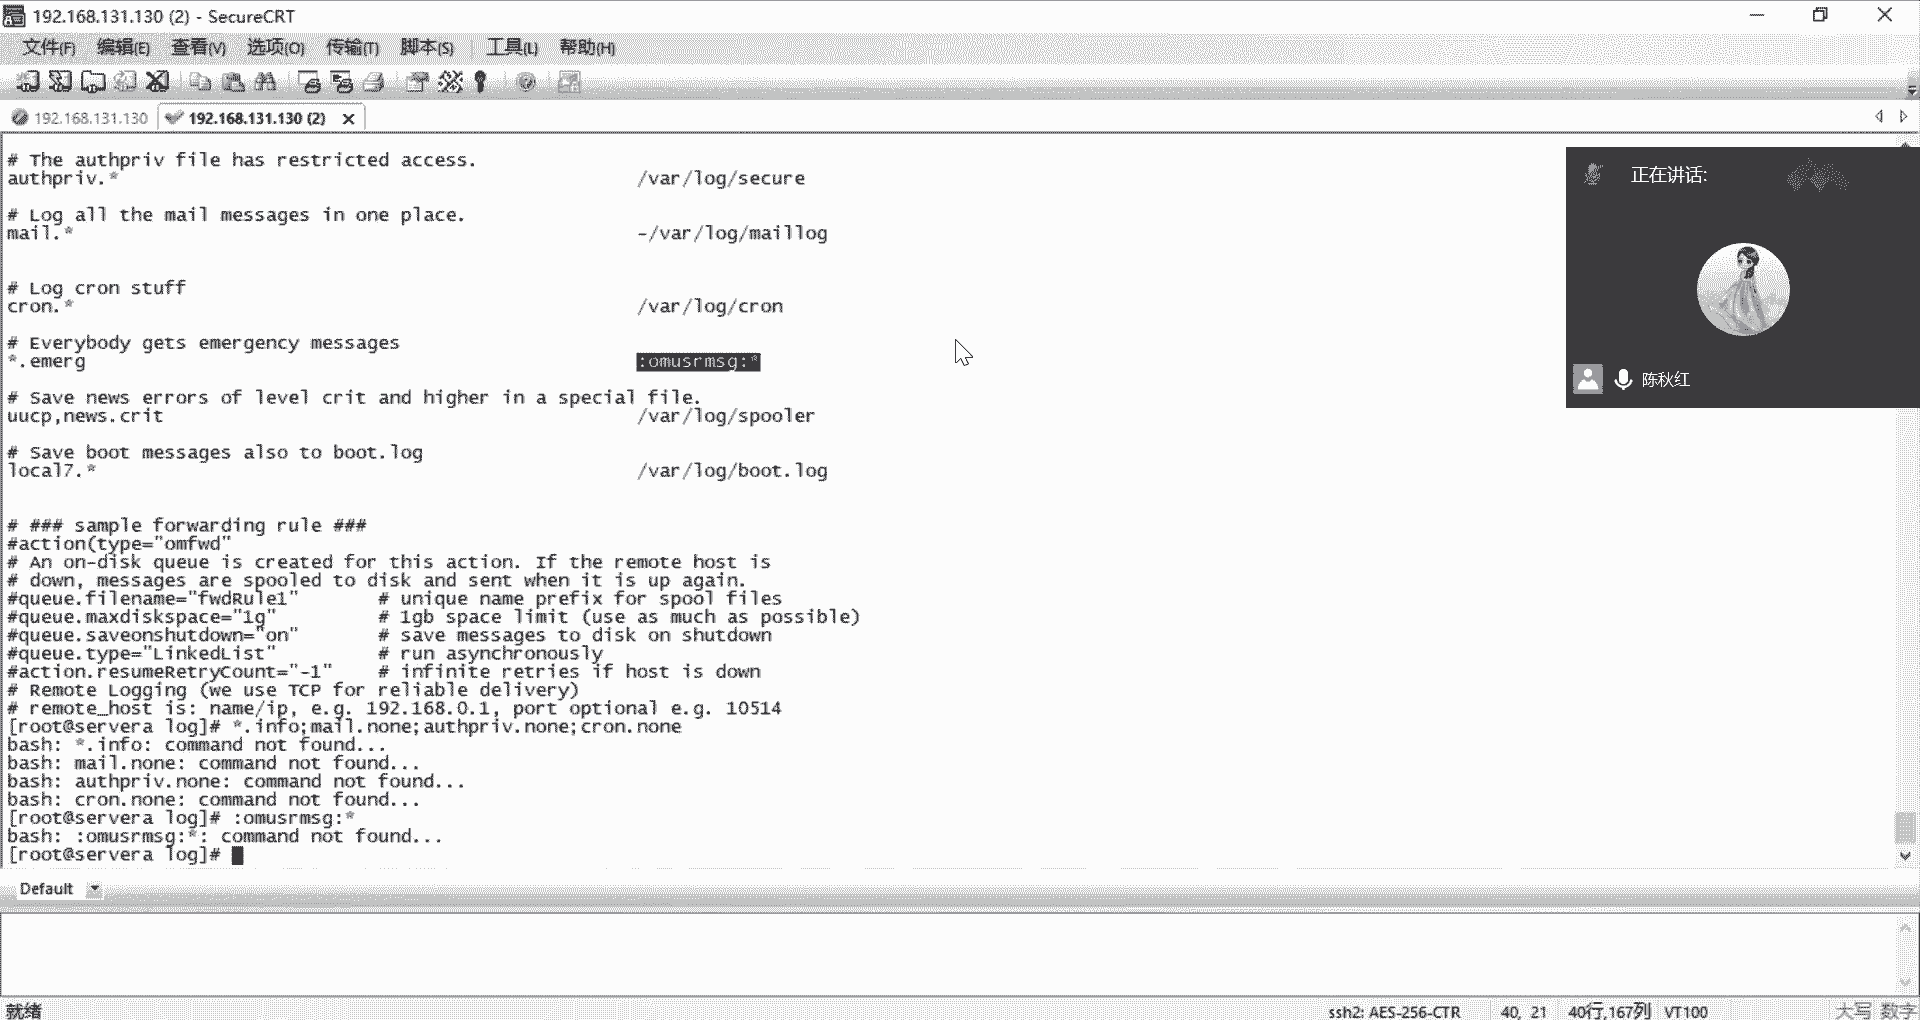 192.168.131.130 (2) - SecureCRT
文件(F) 编辑(E) 查看(V) 选项(O) 传输(T) 脚本(S) 工具(L) 帮助(H)
192.168.131.130 192.168.131.130 (2)
# The authpriv file has restricted access.
authpriv.* /var/log/secure
# Log all the mail messages in one place.
mail.* -/var/log/maillog
# Log cron stuff
cron.* /var/log/cron
# Everybody gets emergency messages
*.emerg :omusrmsg:*
# Save news errors of level crit and higher in a special file.
uucp,news.crit /var/log/spooler
# Save boot messages also to boot.log
local7.* /var/log/boot.log
# ### sample forwarding rule ###
#action(type="omfwd"
# An on-disk queue is created for this action. If the remote host is
# down, messages are spooled to disk and sent when it is up again.
#queue.filename="fwdRule1" # unique name prefix for spool files
#queue.maxdiskspace="1g" # 1gb space limit (use as much as possible)
#queue.saveonshutdown="on" # save messages to disk on shutdown
#queue.type="LinkedList" # run asynchronously
#action.resumeRetryCount="-1" # infinite retries if host is down
# Remote Logging (we use TCP for reliable delivery)
# remote_host is: name/ip, e.g. 192.168.0.1, port optional e.g. 10514
[root@servera log]# *.info;mail.none;authpriv.none;cron.none
bash: *.info: command not found...
bash: mail.none: command not found...
bash: authpriv.none: command not found...
bash: cron.none: command not found...
[root@servera log]# :omusrmsg:*
bash: :omusrmsg:*: command not found...
[root@servera log]#
正在讲话:
陈秋红
Default
就绪 ssh2: AES-256-CTR 40, 21 40行,167列 VT100 大写 数字